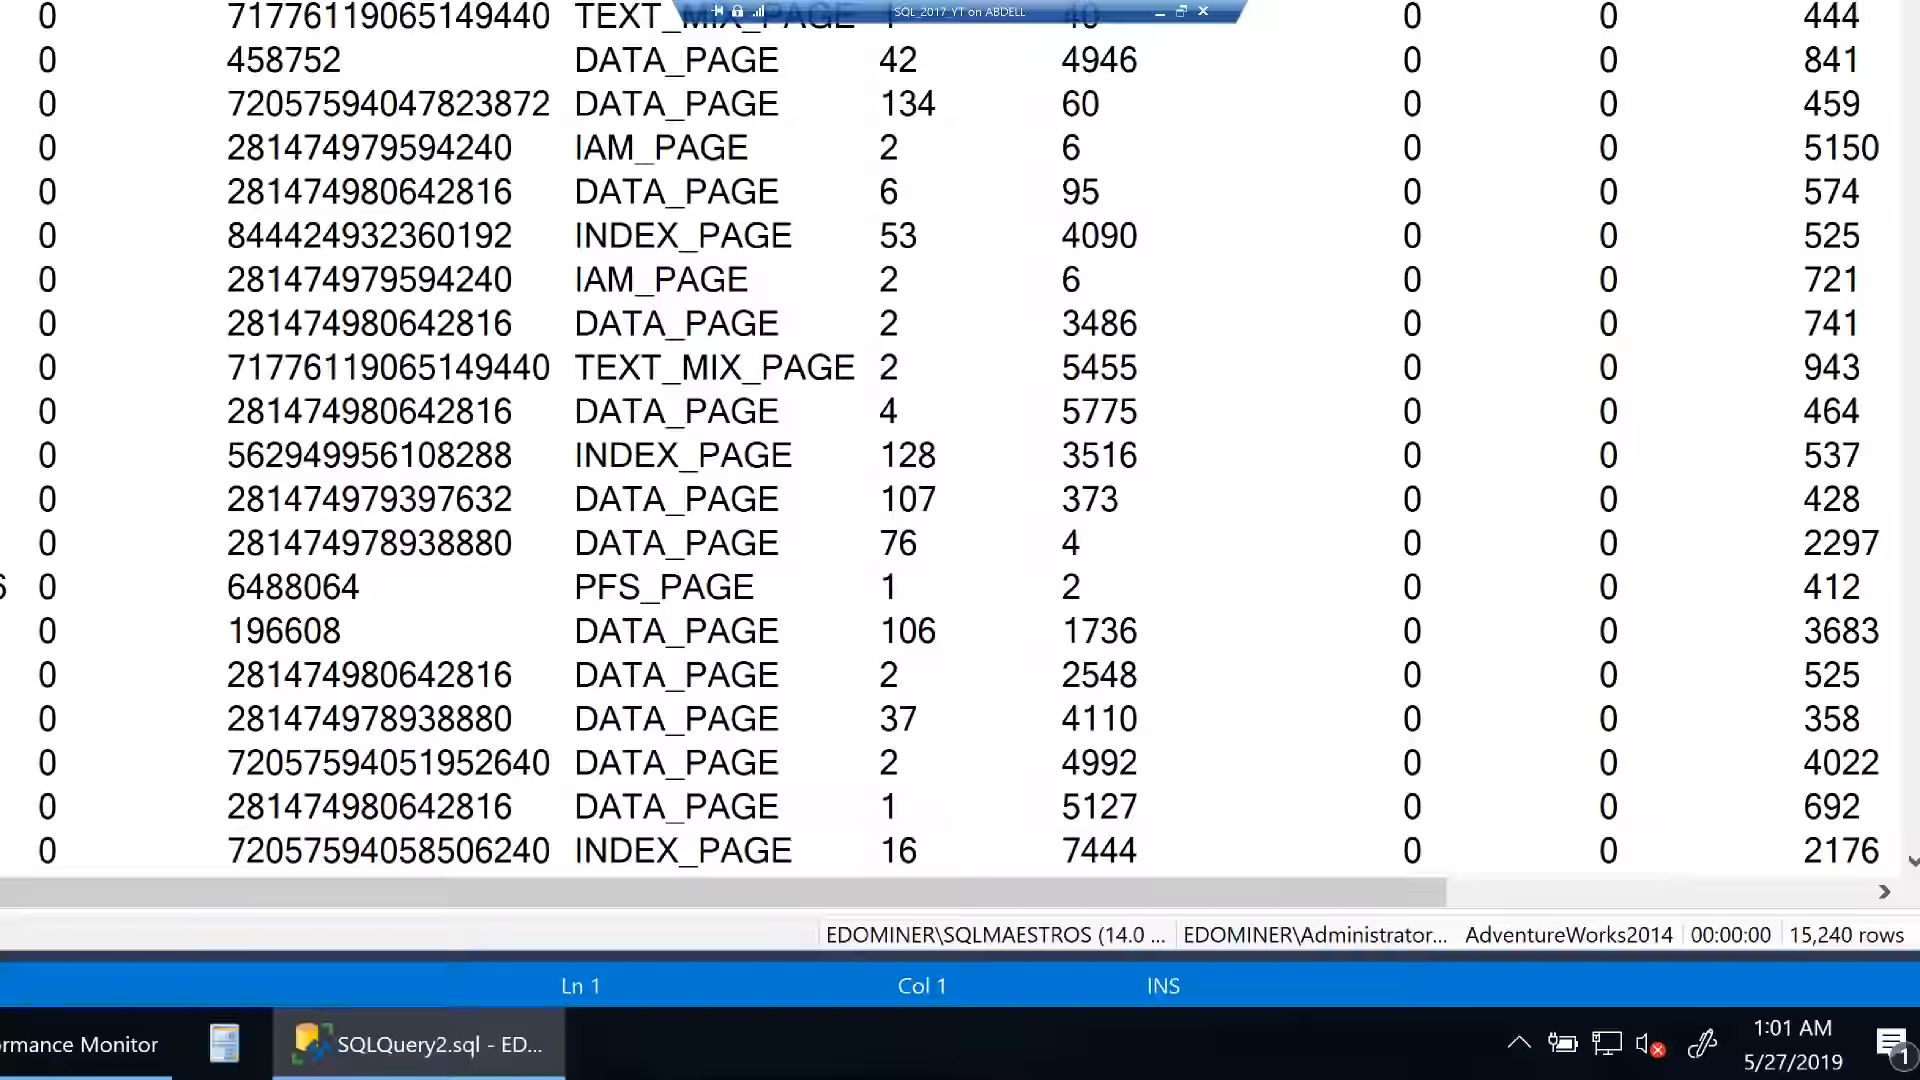 SQL_2017_YT on ABDELL
0 71776119065149440 TEXT_MIX_PAGE 1 40 0 0 444
0 458752 DATA_PAGE 42 4946 0 0 841
0 72057594047823872 DATA_PAGE 134 60 0 0 459
0 281474979594240 IAM_PAGE 2 6 0 0 5150
0 281474980642816 DATA_PAGE 6 95 0 0 574
0 844424932360192 INDEX_PAGE 53 4090 0 0 525
0 281474979594240 IAM_PAGE 2 6 0 0 721
0 281474980642816 DATA_PAGE 2 3486 0 0 741
0 71776119065149440 TEXT_MIX_PAGE 2 5455 0 0 943
0 281474980642816 DATA_PAGE 4 5775 0 0 464
0 562949956108288 INDEX_PAGE 128 3516 0 0 537
0 281474979397632 DATA_PAGE 107 373 0 0 428
0 281474978938880 DATA_PAGE 76 4 0 0 2297
6 0 6488064 PFS_PAGE 1 2 0 0 412
0 196608 DATA_PAGE 106 1736 0 0 3683
0 281474980642816 DATA_PAGE 2 2548 0 0 525
0 281474978938880 DATA_PAGE 37 4110 0 0 358
0 72057594051952640 DATA_PAGE 2 4992 0 0 4022
0 281474980642816 DATA_PAGE 1 5127 0 0 692
0 72057594058506240 INDEX_PAGE 16 7444 0 0 2176
EDOMINER\SQLMAESTROS (14.0 ... EDOMINER\Administrator... AdventureWorks2014 00:00:00 15,240 rows
Ln 1 Col 1 INS
rmance Monitor SQLQuery2.sql - ED... 1:01 AM
5/27/2019 1